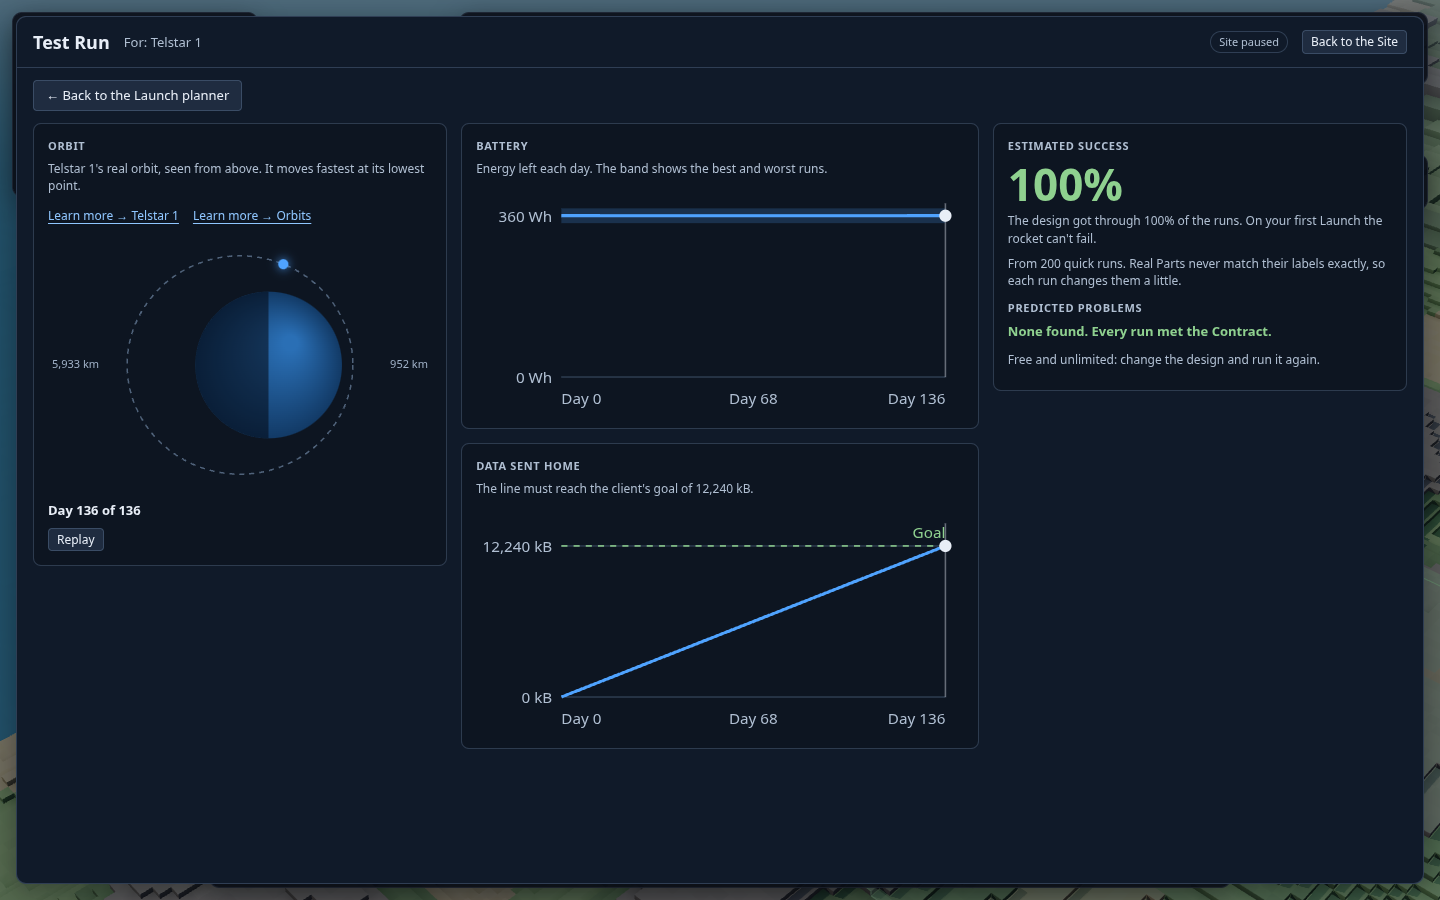 Test Run
For: Telstar 1
Site paused
Back to the Site
← Back to the Launch planner
ORBIT
Telstar 1's real orbit, seen from above. It moves fastest at its lowest
point.
Learn more → Telstar 1
Learn more → Orbits
5,933 km
952 km
Day 136 of 136
Replay
BATTERY
Energy left each day. The band shows the best and worst runs.
360 Wh
0 Wh
Day 0
Day 68
Day 136
DATA SENT HOME
The line must reach the client's goal of 12,240 kB.
Goal
12,240 kB
0 kB
Day 0
Day 68
Day 136
ESTIMATED SUCCESS
100%
The design got through 100% of the runs. On your first Launch the
rocket can't fail.
From 200 quick runs. Real Parts never match their labels exactly, so
each run changes them a little.
PREDICTED PROBLEMS
None found. Every run met the Contract.
Free and unlimited: change the design and run it again.